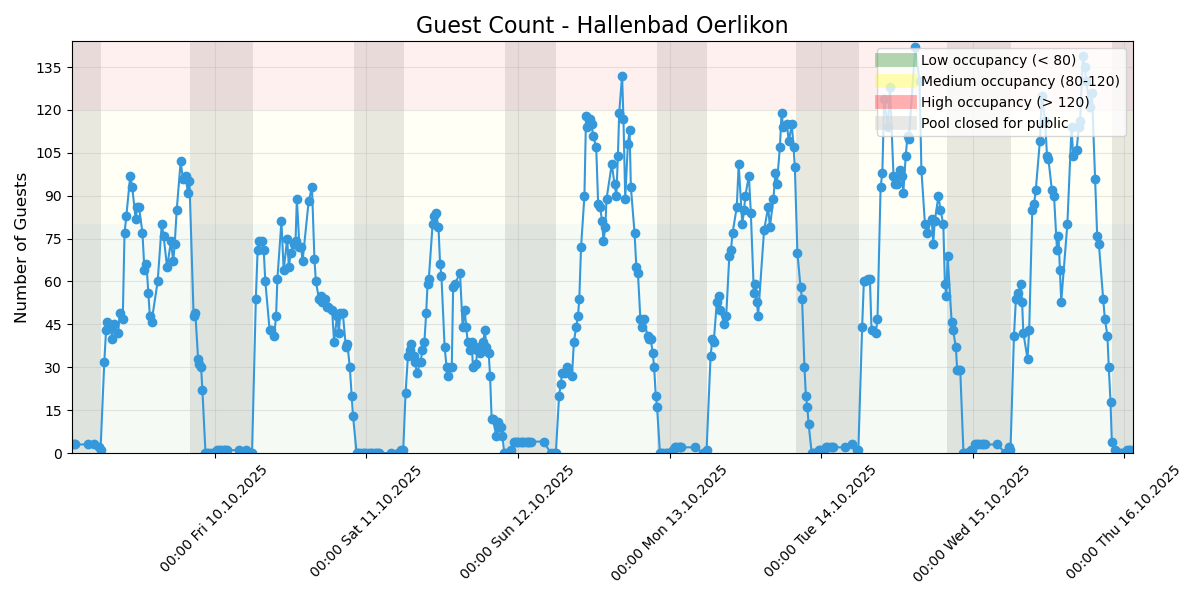 Guest Count - Hallenbad Oerlikon
Number of Guests
135
120
105
90
75
60
45
30
15
0
Low occupancy (< 80)
Medium occupancy (80-120)
High occupancy (> 120)
Pool closed for public
00:00 Fri 10.10.2025
00:00 Sat 11.10.2025
00:00 Sun 12.10.2025
00:00 Mon 13.10.2025
00:00 Tue 14.10.2025
00:00 Wed 15.10.2025
00:00 Thu 16.10.2025